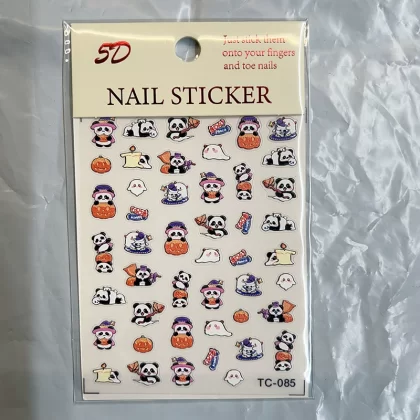 5D
Just stick them
onto your fingers
and toe nails
NAIL STICKER
TC-085